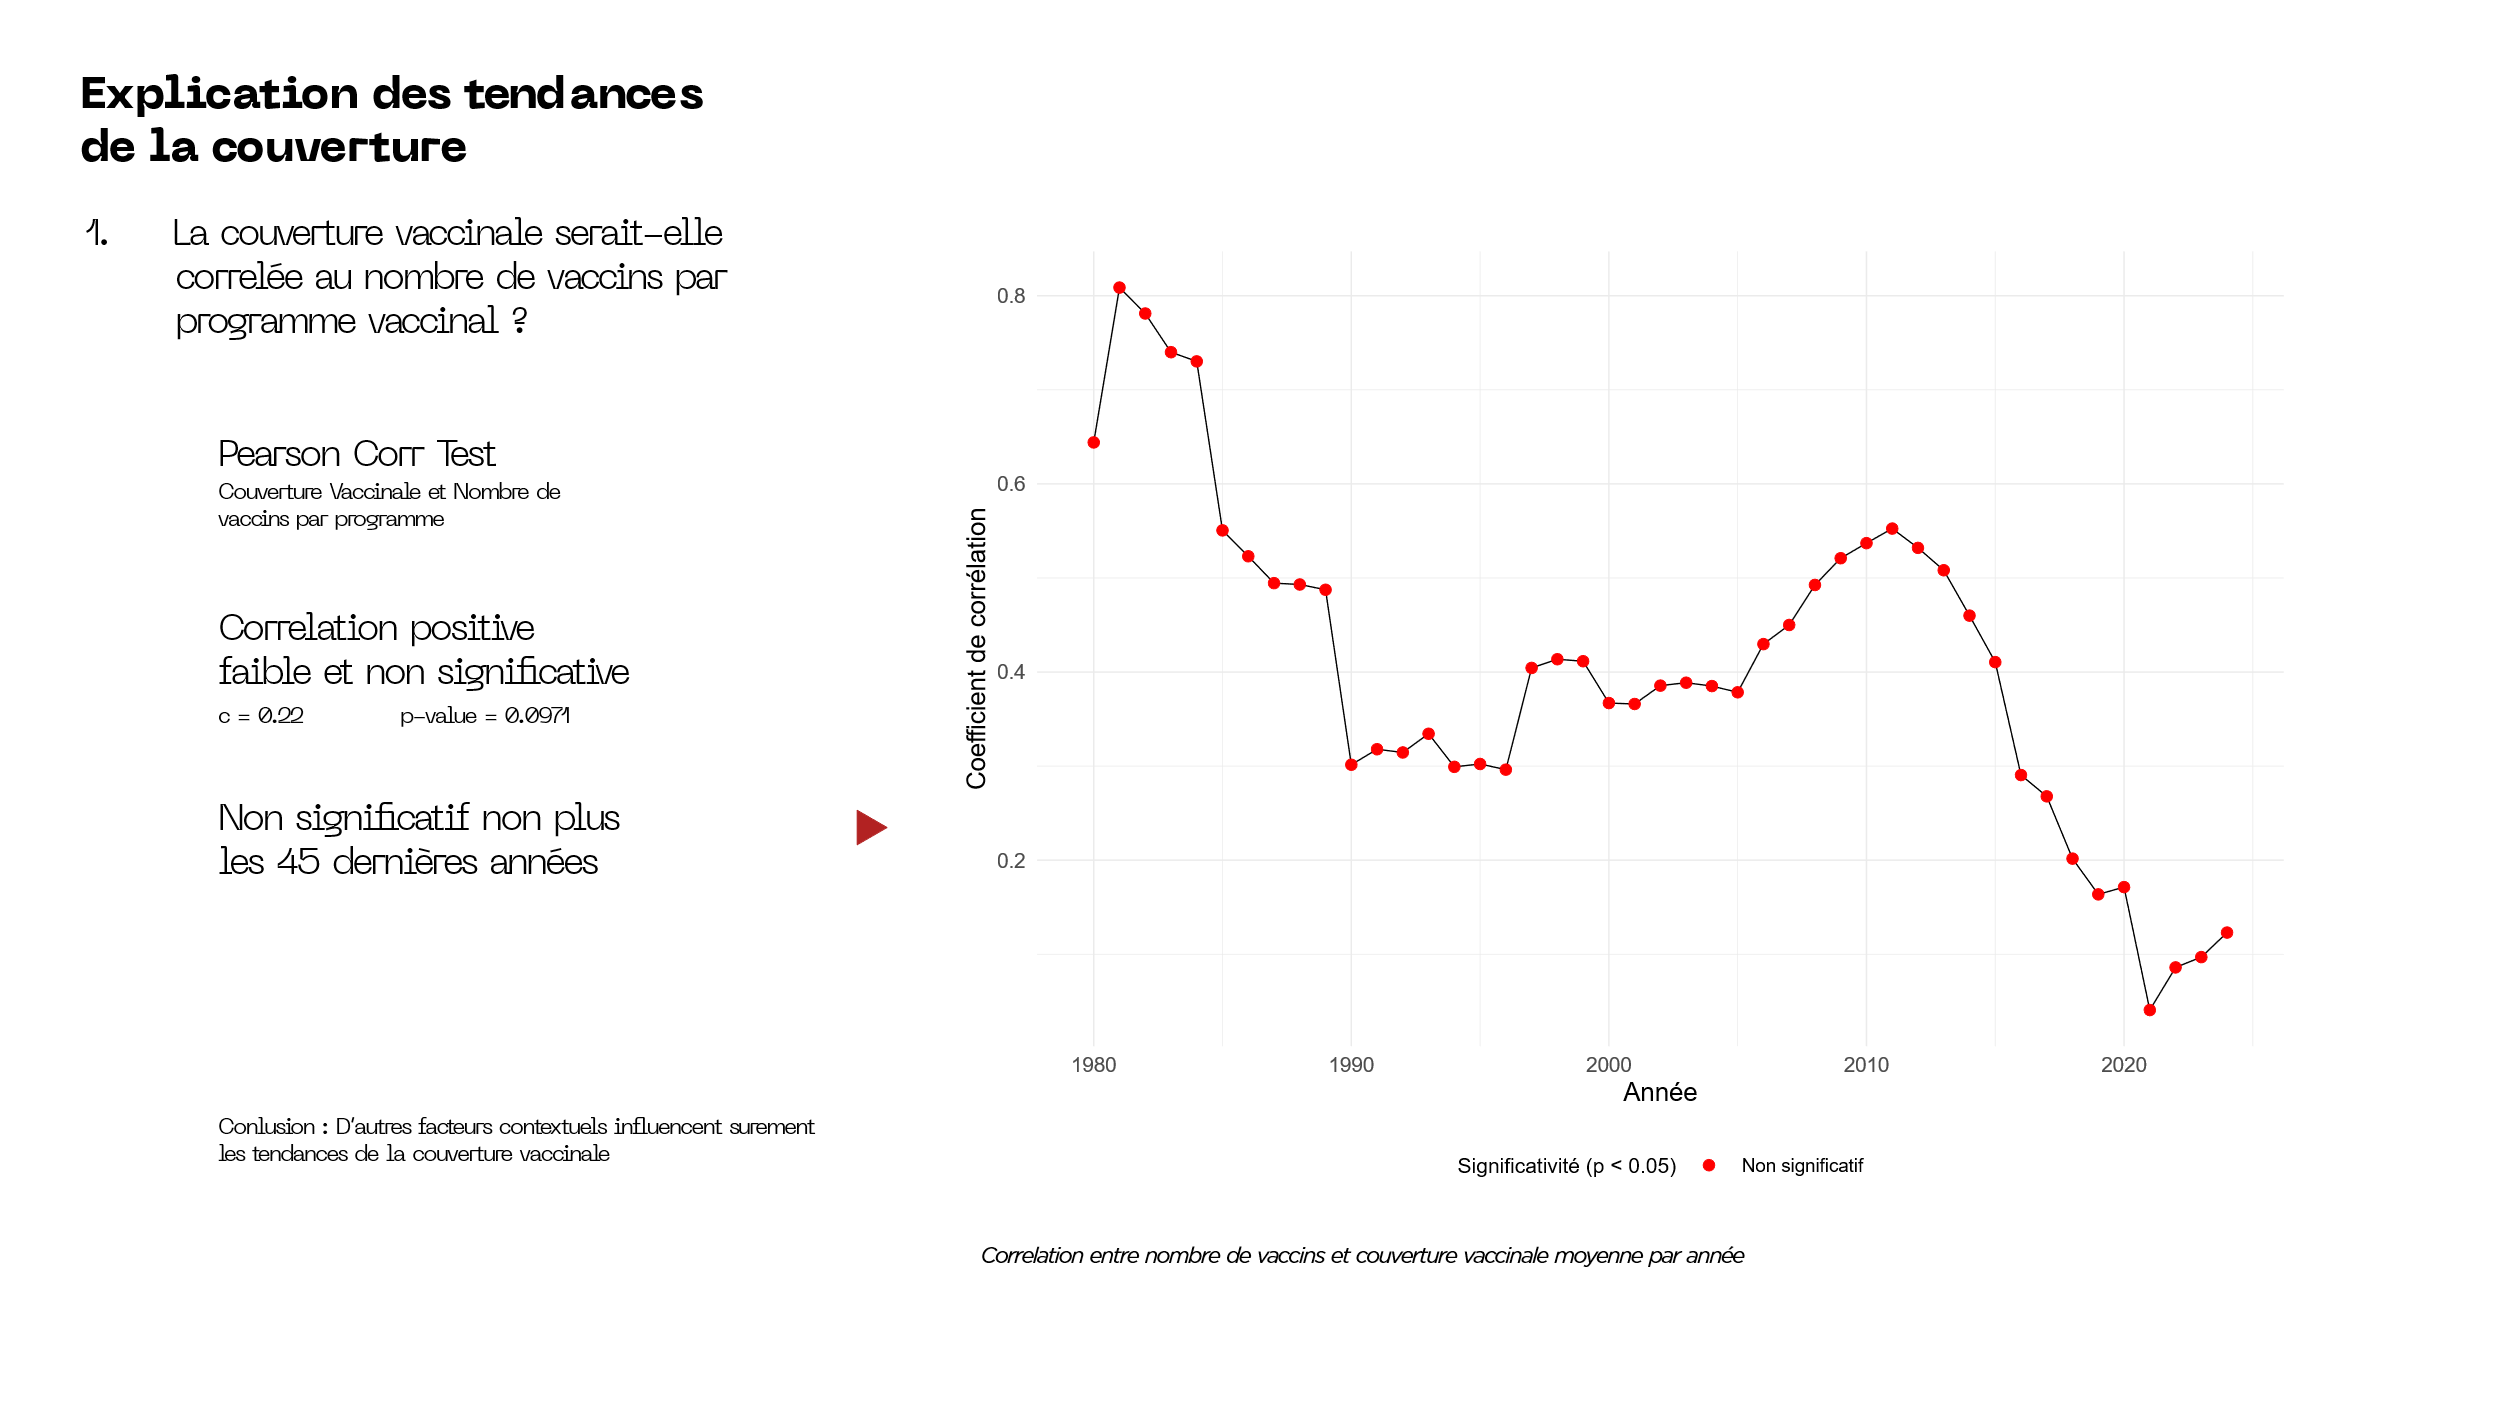 Explication des tendances
de la couverture
1. La couverture vaccinale serait-elle
correlée au nombre de vaccins par
programme vaccinal ?
Pearson Corr Test
Couverture Vaccinale et Nombre de
vaccins par programme
Correlation positive
faible et non significative
c = 0.22 p-value = 0.0971
Non significatif non plus
les 45 dernières années
Conlusion : D'autres facteurs contextuels influencent surement
les tendances de la couverture vaccinale
Coefficient de corrélation
0.8
0.6
0.4
0.2
1980 1990 2000 2010 2020
Année
Significativité (p < 0.05) Non significatif
Correlation entre nombre de vaccins et couverture vaccinale moyenne par année